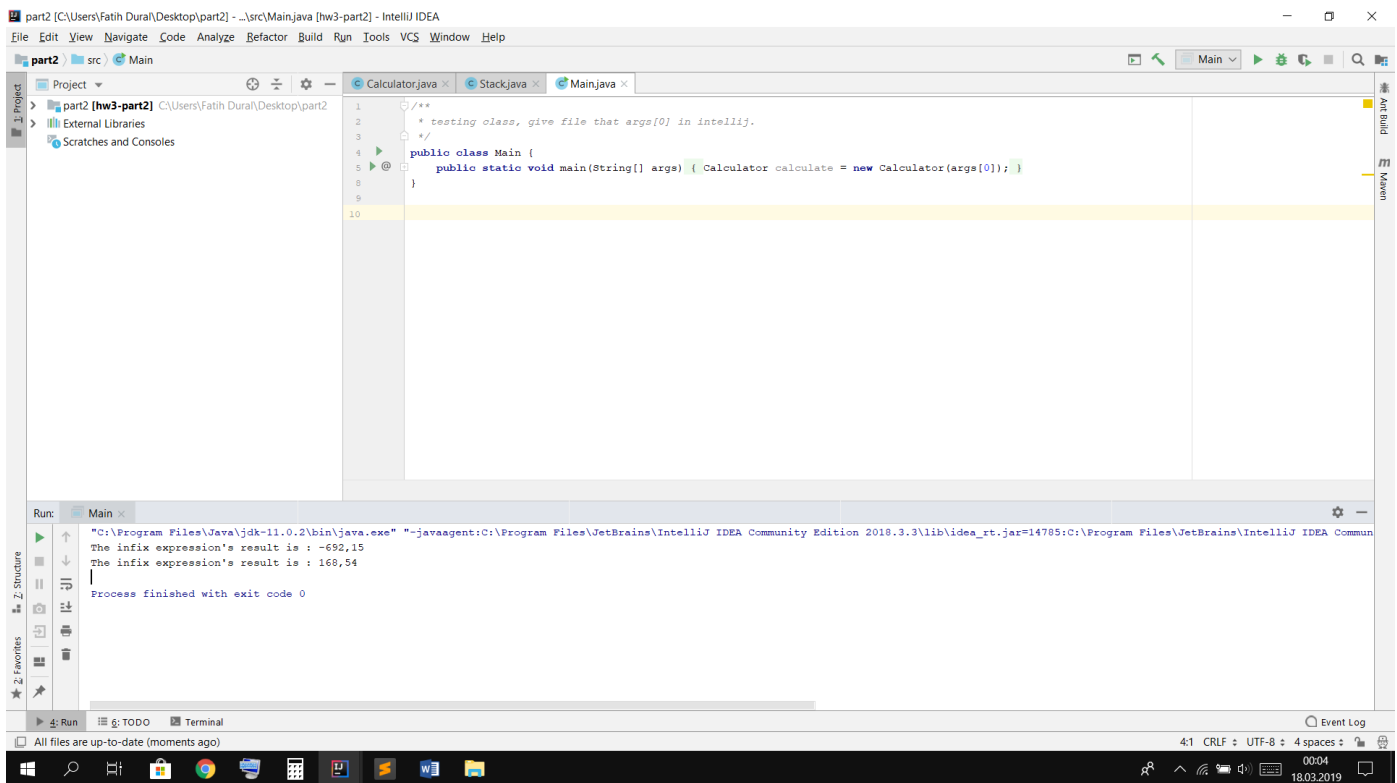 part2 [C:\Users\Fatih Dural\Desktop\part2] - ...\src\Main.java [hw3-part2] - IntelliJ IDEA
File Edit View Navigate Code Analyze Refactor Build Run Tools VCS Window Help
part2 src Main
Main
1: Project
Project
Calculator.java Stack.java Main.java
part2 [hw3-part2] C:\Users\Fatih Dural\Desktop\part2
External Libraries
Scratches and Consoles
1 /**
2 * testing class, give file that args[0] in intellij.
3 */
4 public class Main {
5 public static void main(String[] args) { Calculator calculate = new Calculator(args[0]); }
8 }
9
10
Ant Build
m Maven
Run: Main
"C:\Program Files\Java\jdk-11.0.2\bin\java.exe" "-javaagent:C:\Program Files\JetBrains\IntelliJ IDEA Community Edition 2018.3.3\lib\idea_rt.jar=14785:C:\Program Files\JetBrains\IntelliJ IDEA Commun
The infix expression's result is : -692,15
The infix expression's result is : 168,54
Process finished with exit code 0
Z: Structure
2: Favorites
4: Run 6: TODO Terminal
Event Log
All files are up-to-date (moments ago)
4:1 CRLF UTF-8 4 spaces
00:04
18.03.2019